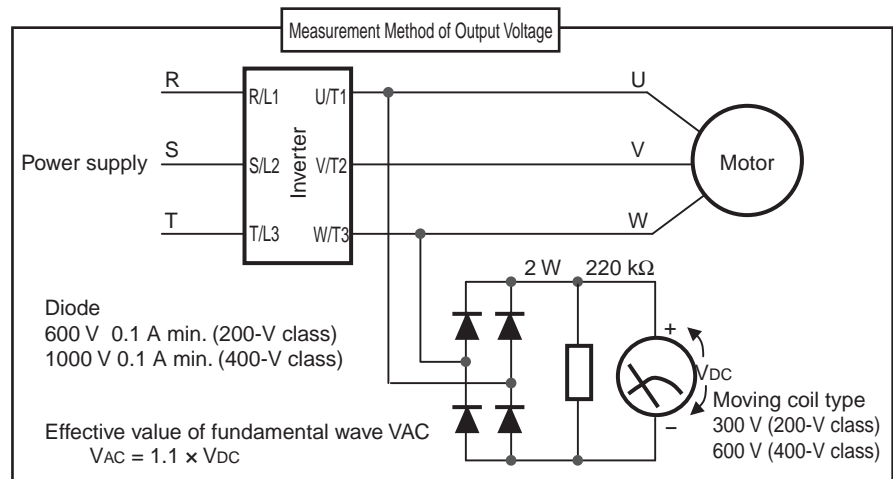 Measurement Method of Output Voltage
R
R/L1
U/T1
U
Power supply
S
S/L2
Inverter
V/T2
V
Motor
T
T/L3
W/T3
W
2 W 220 kΩ
Diode
600 V 0.1 A min. (200-V class)
1000 V 0.1 A min. (400-V class)
+
VDC
−
Moving coil type
300 V (200-V class)
600 V (400-V class)
Effective value of fundamental wave VAC
VAC = 1.1 × VDC